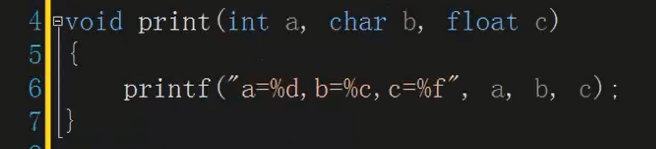 4 void print(int a, char b, float c)
5 {
6 printf("a=%d,b=%c,c=%f", a, b, c);
7 }